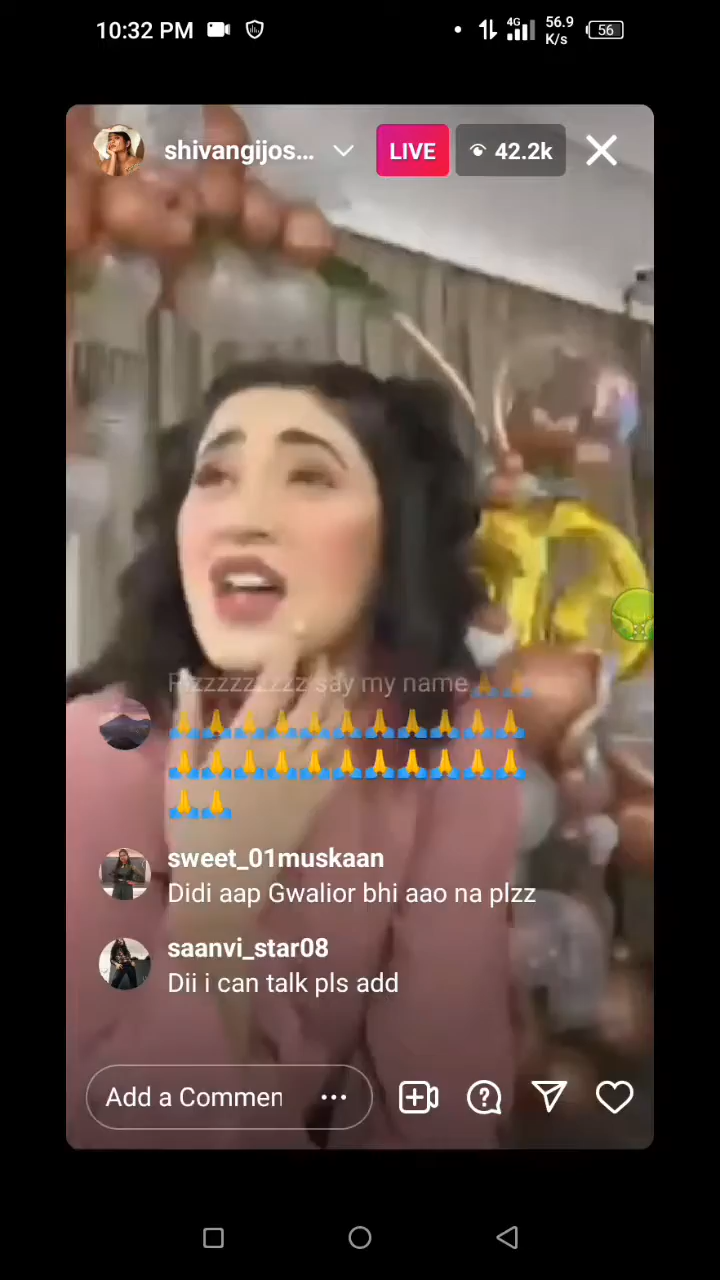 10:32 PM 4G 56.9 K/s 56
shivangijos... LIVE 42.2k
Plzzzzzzzzz say my name🙏🙏
🙏🙏🙏🙏🙏🙏🙏🙏🙏🙏🙏
🙏🙏🙏🙏🙏🙏🙏🙏🙏🙏🙏
🙏🙏
sweet_01muskaan
Didi aap Gwalior bhi aao na plzz
saanvi_star08
Dii i can talk pls add
Add a Commen ...